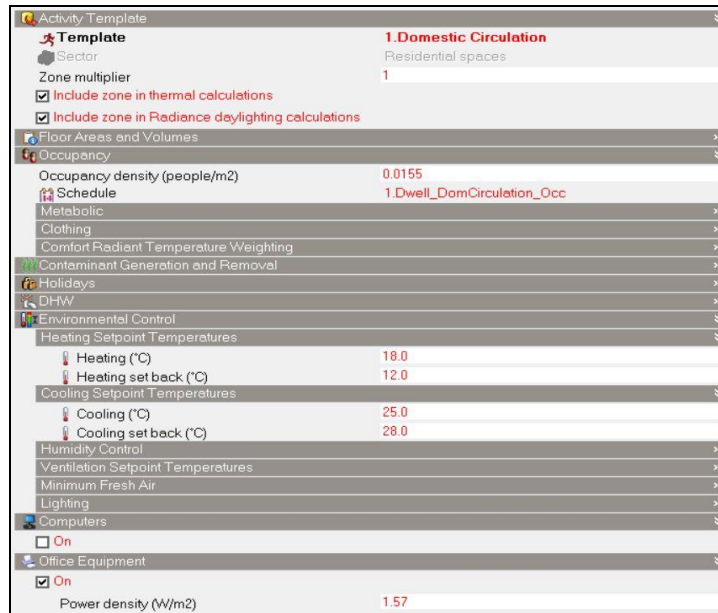 Activity Template
Template 1.Domestic Circulation
Sector Residential spaces
Zone multiplier 1
Include zone in thermal calculations
Include zone in Radiance daylighting calculations
Floor Areas and Volumes
Occupancy
Occupancy density (people/m2) 0.0155
Schedule 1.Dwell_DomCirculation_Occ
Metabolic
Clothing
Comfort Radiant Temperature Weighting
Contaminant Generation and Removal
Holidays
DHW
Environmental Control
Heating Setpoint Temperatures
Heating (°C) 18.0
Heating set back (°C) 12.0
Cooling Setpoint Temperatures
Cooling (°C) 25.0
Cooling set back (°C) 28.0
Humidity Control
Ventilation Setpoint Temperatures
Minimum Fresh Air
Lighting
Computers
On
Office Equipment
On
Power density (W/m2) 1.57